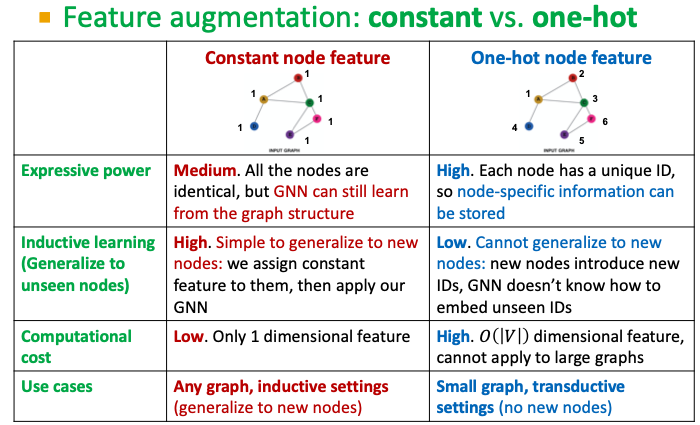 Feature augmentation: constant vs. one-hot
Constant node feature
1
1
1
1
1
1
INPUT GRAPH
One-hot node feature
2
1
3
6
4
5
INPUT GRAPH
Expressive power
Medium. All the nodes are
identical, but GNN can still learn
from the graph structure
High. Each node has a unique ID,
so node-specific information can
be stored
Inductive learning
(Generalize to
unseen nodes)
High. Simple to generalize to new
nodes: we assign constant
feature to them, then apply our
GNN
Low. Cannot generalize to new
nodes: new nodes introduce new
IDs, GNN doesn't know how to
embed unseen IDs
Computational
cost
Low. Only 1 dimensional feature
High. O(|V|) dimensional feature,
cannot apply to large graphs
Use cases
Any graph, inductive settings
(generalize to new nodes)
Small graph, transductive
settings (no new nodes)